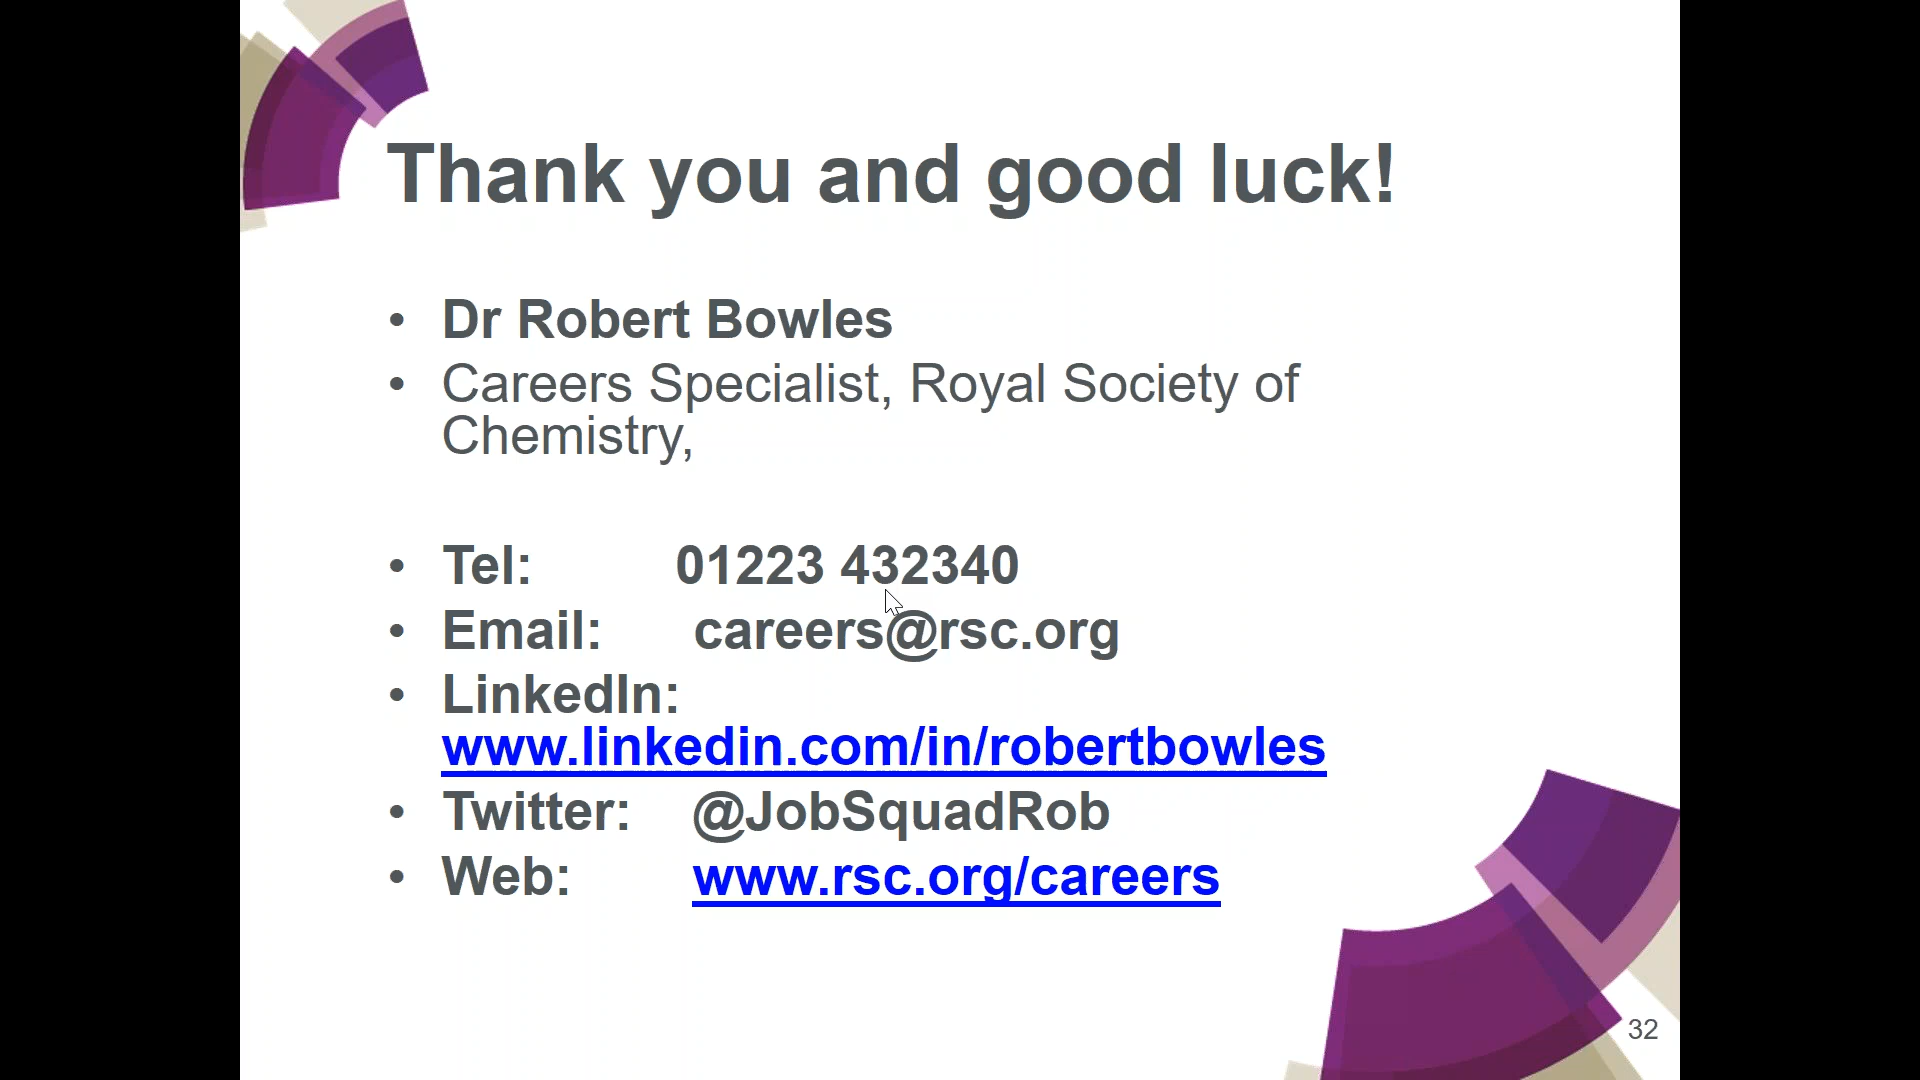 Thank you and good luck!
• Dr Robert Bowles
• Careers Specialist, Royal Society of
Chemistry,
• Tel: 01223 432340
• Email: careers@rsc.org
• LinkedIn:
www.linkedin.com/in/robertbowles
• Twitter: @JobSquadRob
• Web: www.rsc.org/careers
32